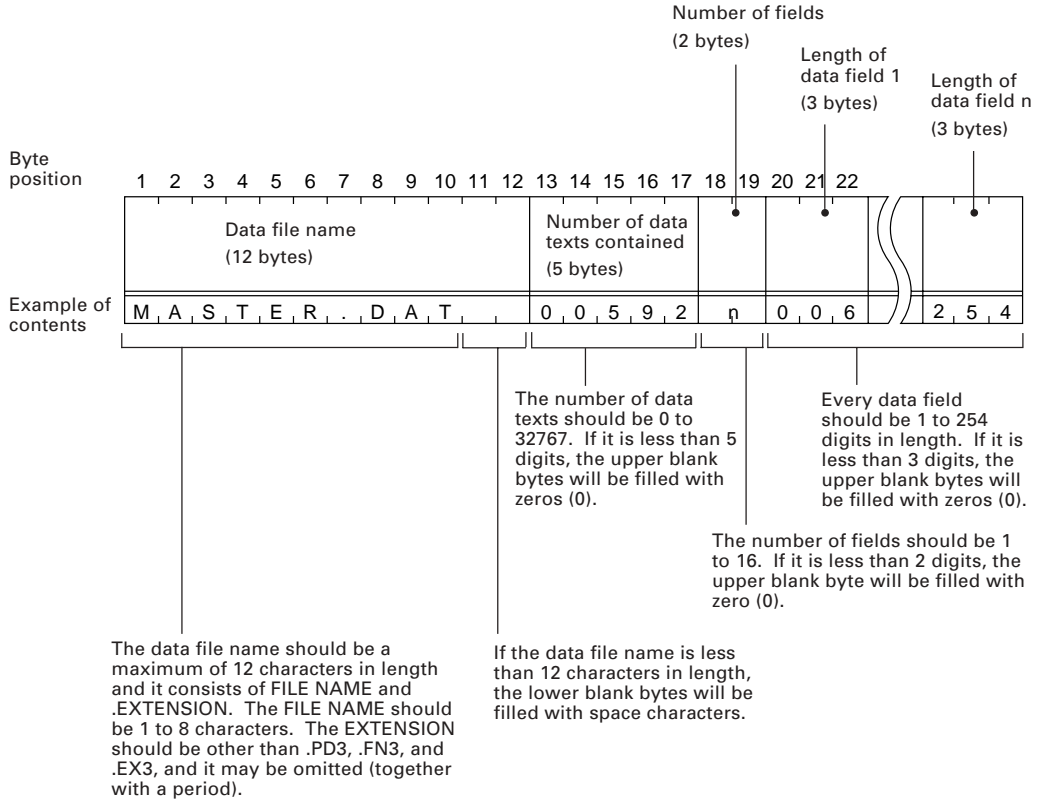 Number of fields
(2 bytes)
Length of
data field 1
(3 bytes)
Length of
data field n
(3 bytes)
Byte
position
1 2 3 4 5 6 7 8 9 10 11 12 13 14 15 16 17 18 19 20 21 22
Data file name
(12 bytes)
Number of data
texts contained
(5 bytes)
Example of
contents
M A S T E R . D A T 0 0 5 9 2 n 0 0 6 2 5 4
The number of data
texts should be 0 to
32767. If it is less than 5
digits, the upper blank
bytes will be filled with
zeros (0).
Every data field
should be 1 to 254
digits in length. If it is
less than 3 digits, the
upper blank bytes will
be filled with zeros (0).
The number of fields should be 1
to 16. If it is less than 2 digits, the
upper blank byte will be filled with
zero (0).
The data file name should be a
maximum of 12 characters in length
and it consists of FILE NAME and
.EXTENSION. The FILE NAME should
be 1 to 8 characters. The EXTENSION
should be other than .PD3, .FN3, and
.EX3, and it may be omitted (together
with a period).
If the data file name is less
than 12 characters in length,
the lower blank bytes will be
filled with space characters.